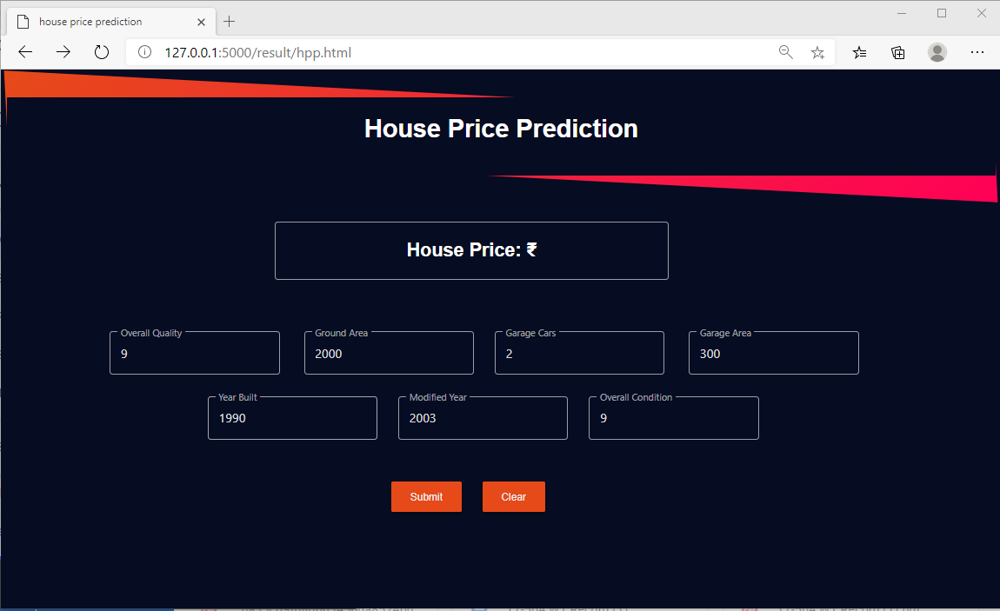 house price prediction
127.0.0.1:5000/result/hpp.html
House Price Prediction
House Price: ₹
Overall Quality Ground Area Garage Cars Garage Area
9 2000 2 300
Year Built Modified Year Overall Condition
1990 2003 9
Submit Clear